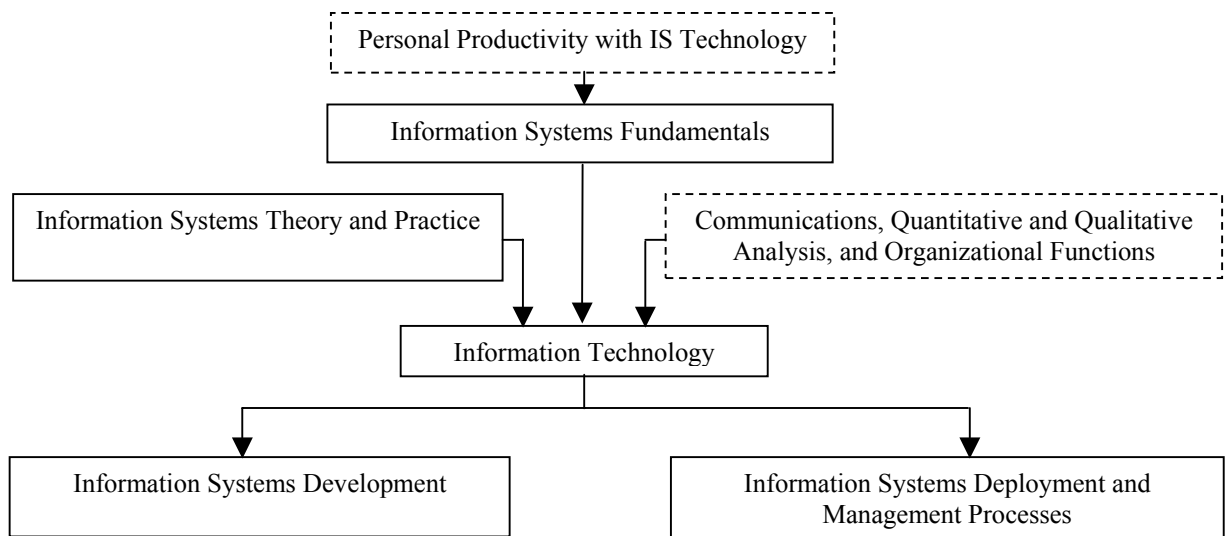 Personal Productivity with IS Technology
Information Systems Fundamentals
Information Systems Theory and Practice
Communications, Quantitative and Qualitative
Analysis, and Organizational Functions
Information Technology
Information Systems Development
Information Systems Deployment and
Management Processes